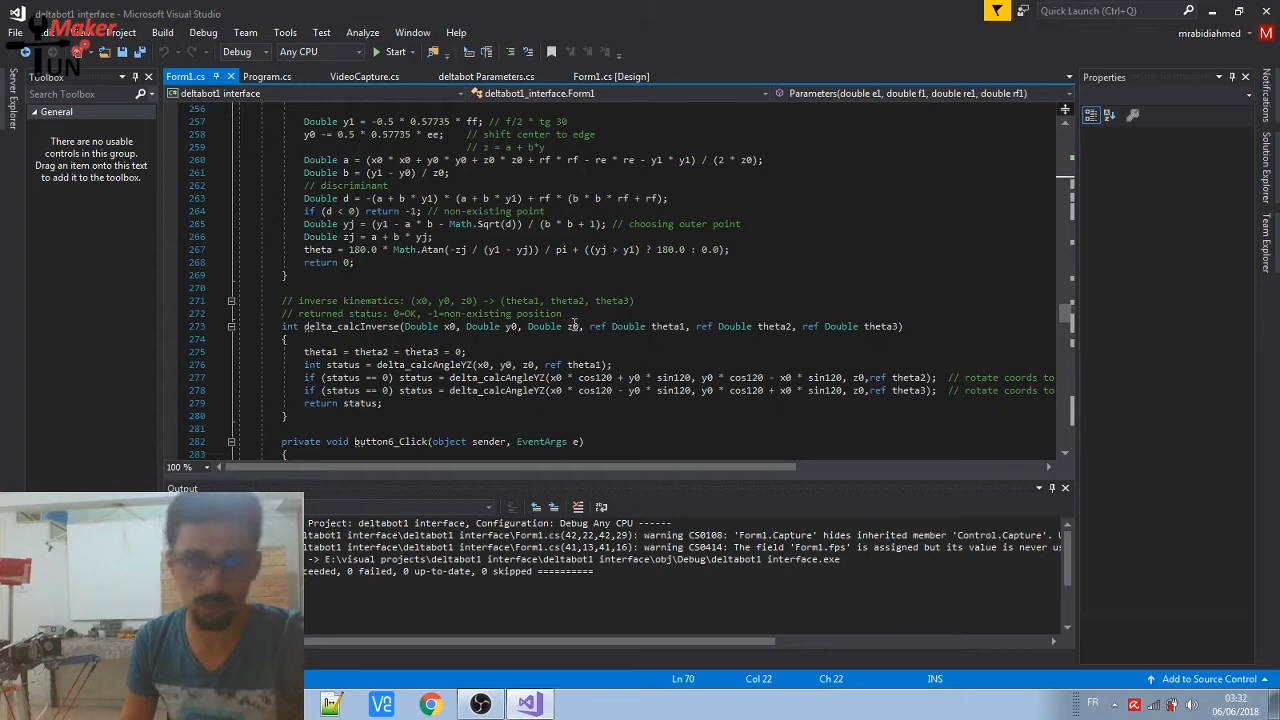 deltabot1 interface - Microsoft Visual Studio
Quick Launch (Ctrl+Q)
Maker
TUN
File
Project
Build
Debug
Team
Tools
Test
Analyze
Window
Help
mrabidiahmed
M
Debug
Any CPU
Start
Server Explorer
Toolbox
Search Toolbox
General
There are no usable
controls in this group.
Drag an item onto this
text to add it to the
toolbox.
Form1.cs
Program.cs
VideoCapture.cs
deltabot Parameters.cs
Form1.cs [Design]
deltabot1 interface
deltabot1_interface.Form1
Parameters(double e1, double f1, double re1, double rf1)
256
257 Double y1 = -0.5 * 0.57735 * ff; // f/2 * tg 30
258 y0 -= 0.5 * 0.57735 * ee;   // shift center to edge
259 // z = a + b*y
260 Double a = (x0 * x0 + y0 * y0 + z0 * z0 + rf * rf - re * re - y1 * y1) / (2 * z0);
261 Double b = (y1 - y0) / z0;
262 // discriminant
263 Double d = -(a + b * y1) * (a + b * y1) + rf * (b * b * rf + rf);
264 if (d < 0) return -1; // non-existing point
265 Double yj = (y1 - a * b - Math.Sqrt(d)) / (b * b + 1); // choosing outer point
266 Double zj = a + b * yj;
267 theta = 180.0 * Math.Atan(-zj / (y1 - yj)) / pi + ((yj > y1) ? 180.0 : 0.0);
268 return 0;
269 }
270
271 // inverse kinematics: (x0, y0, z0) -> (theta1, theta2, theta3)
272 // returned status: 0=OK, -1=non-existing position
273 int delta_calcInverse(Double x0, Double y0, Double z0, ref Double theta1, ref Double theta2, ref Double theta3)
274 {
275 theta1 = theta2 = theta3 = 0;
276 int status = delta_calcAngleYZ(x0, y0, z0, ref theta1);
277 if (status == 0) status = delta_calcAngleYZ(x0 * cos120 + y0 * sin120, y0 * cos120 - x0 * sin120, z0,ref theta2);  // rotate coords to
278 if (status == 0) status = delta_calcAngleYZ(x0 * cos120 - y0 * sin120, y0 * cos120 + x0 * sin120, z0,ref theta3);  // rotate coords to
279 return status;
280 }
281
282 private void button6_Click(object sender, EventArgs e)
283 {
100 %
Output
Project: deltabot1 interface, Configuration: Debug Any CPU ------
ltabot1 interface\deltabot1 interface\Form1.cs(42,22,42,29): warning CS0108: 'Form1.Capture' hides inherited member 'Control.Capture'. U
ltabot1 interface\deltabot1 interface\Form1.cs(41,13,41,16): warning CS0414: The field 'Form1.fps' is assigned but its value is never us
-> E:\visual projects\deltabot1 interface\deltabot1 interface\obj\Debug\deltabot1 interface.exe
eeded, 0 failed, 0 up-to-date, 0 skipped ==========
Properties
Notifications
Solution Explorer
Team Explorer
Ln 70
Col 22
Ch 22
INS
Add to Source Control
FR
03:32
06/06/2018